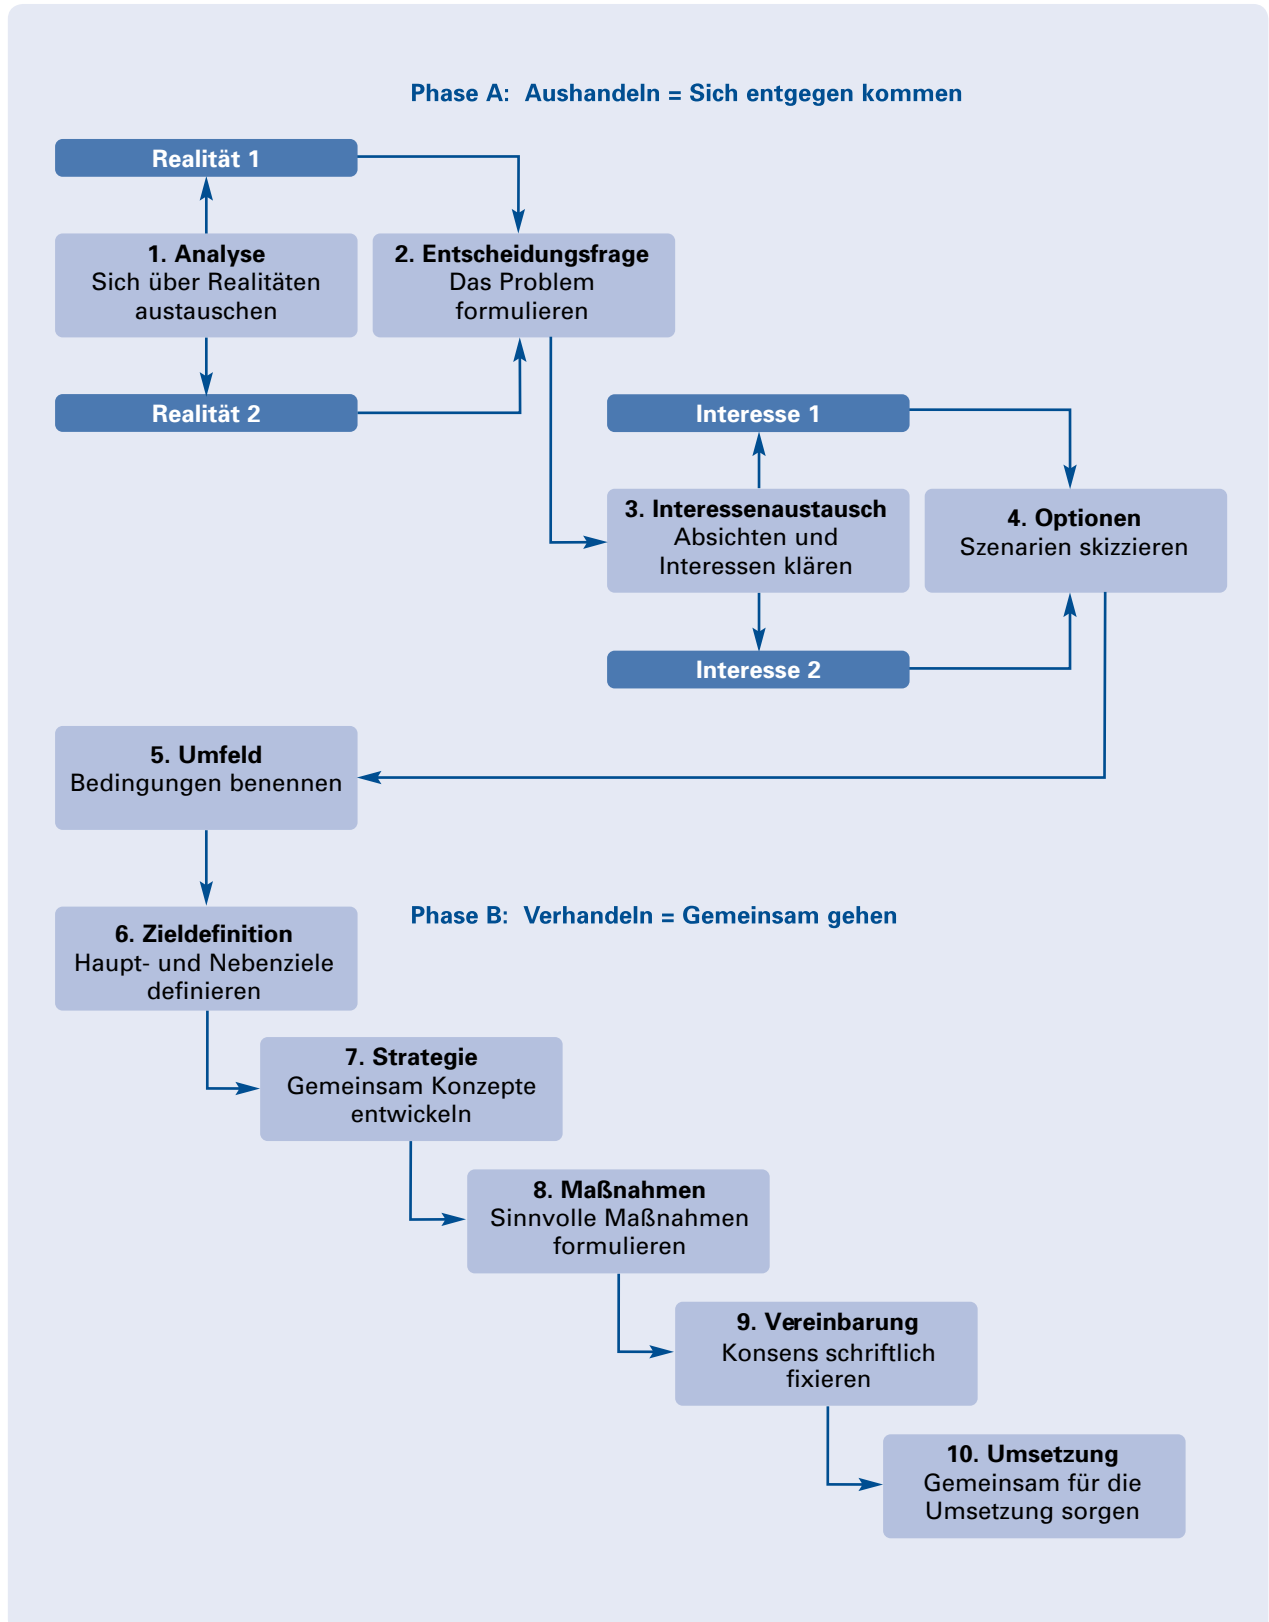 Phase A: Aushandeln = Sich entgegen kommen
Realität 1
1. Analyse
Sich über Realitäten
austauschen
2. Entscheidungsfrage
Das Problem
formulieren
Realität 2
Interesse 1
3. Interessenaustausch
Absichten und
Interessen klären
4. Optionen
Szenarien skizzieren
Interesse 2
5. Umfeld
Bedingungen benennen
Phase B: Verhandeln = Gemeinsam gehen
6. Zieldefinition
Haupt- und Nebenziele
definieren
7. Strategie
Gemeinsam Konzepte
entwickeln
8. Maßnahmen
Sinnvolle Maßnahmen
formulieren
9. Vereinbarung
Konsens schriftlich
fixieren
10. Umsetzung
Gemeinsam für die
Umsetzung sorgen